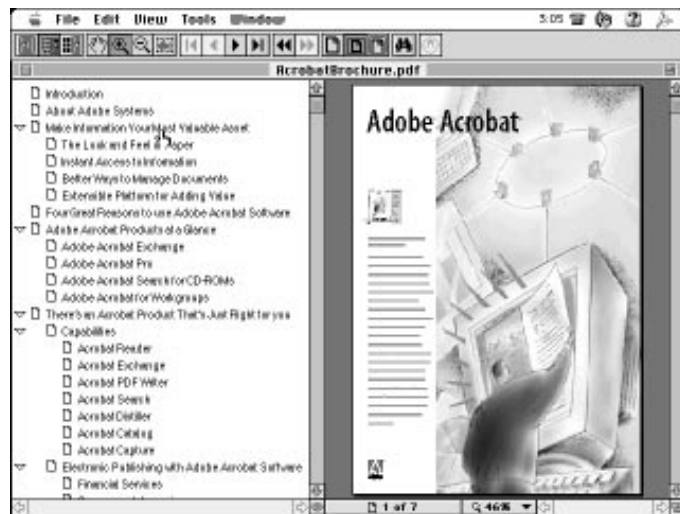 File Edit View Tools Window 3:05
AcrobatBrochure.pdf
Introduction
About Adobe Systems
Make Information Your Most Valuable Asset
The Look and Feel of Paper
Instant Access to Information
Better Ways to Manage Documents
Extensible Platform for Adding Value
Four Great Reasons to use Adobe Acrobat Software
Adobe Acrobat Products at a Glance
Adobe Acrobat Exchange
Adobe Acrobat Pro
Adobe Acrobat Search for CD-ROMs
Adobe Acrobat for Workgroups
There's an Acrobat Product That's Just Right for you
Capabilities
Acrobat Reader
Acrobat Exchange
Acrobat PDF Writer
Acrobat Search
Acrobat Distiller
Acrobat Catalog
Acrobat Capture
Electronic Publishing with Adobe Acrobat Software
Financial Services
Adobe Acrobat
1 of 7 46%